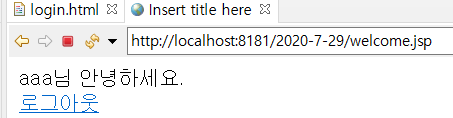 login.html Insert title here
http://localhost:8181/2020-7-29/welcome.jsp
aaa님 안녕하세요.
로그아웃